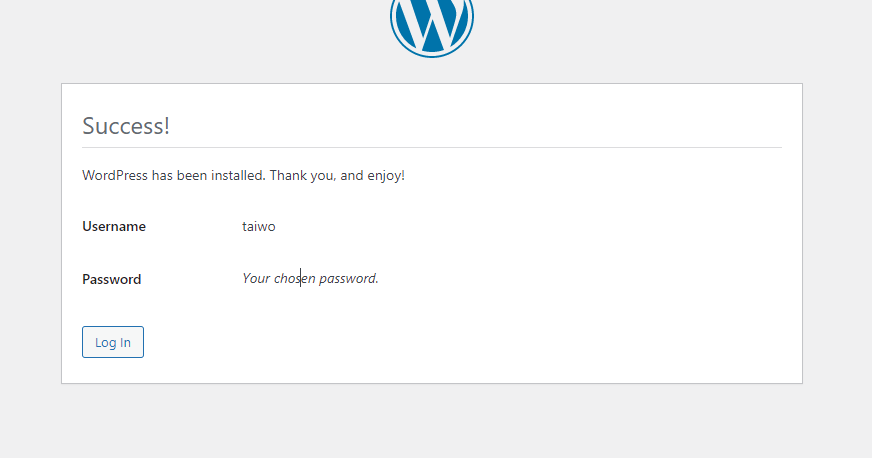 Success!
WordPress has been installed. Thank you, and enjoy!
Username taiwo
Password Your chosen password.
Log In